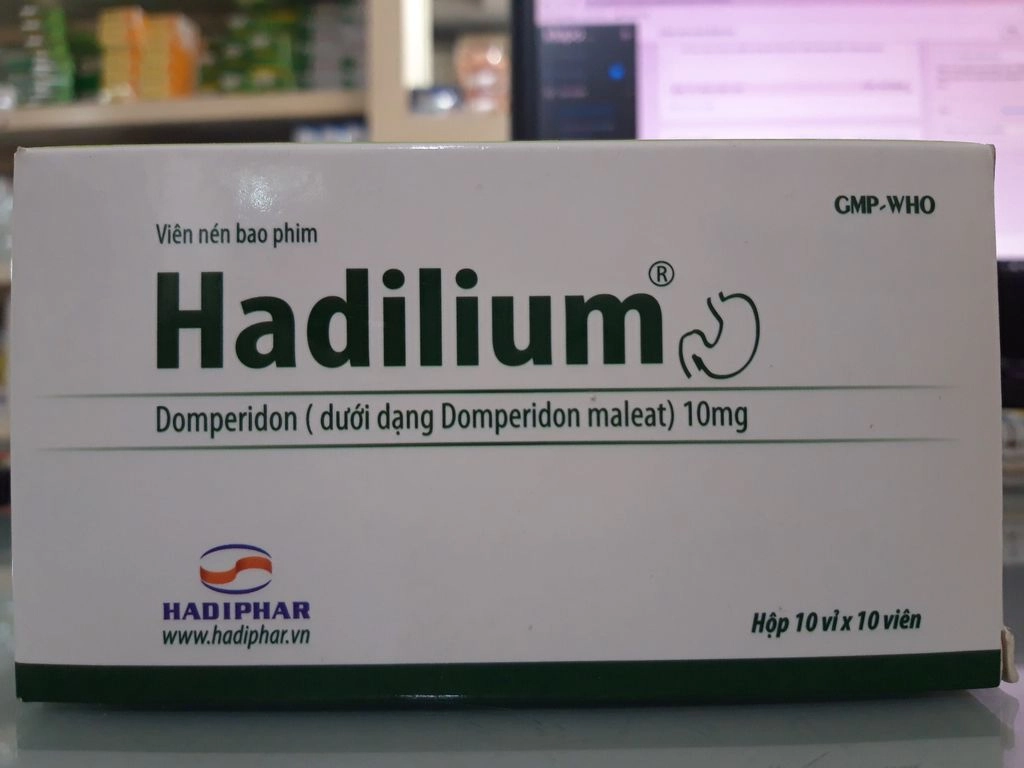 GMP-WHO
Viên nén bao phim
Hadilium®
Domperidon ( dưới dạng Domperidon maleat) 10mg
HADIPHAR
www.hadiphar.vn
Hộp 10 vỉ x 10 viên